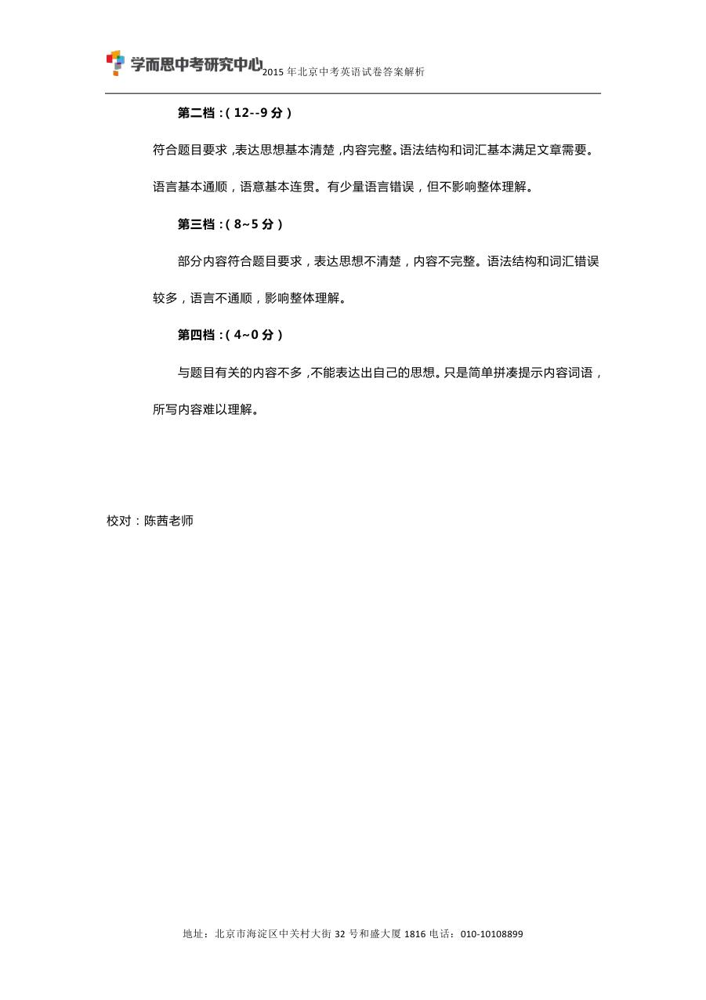 学而思中考研究中心2015 年北京中考英语试卷答案解析
第二档：（12--9 分）
符合题目要求，表达思想基本清楚，内容完整。语法结构和词汇基本满足文章需要。
语言基本通顺，语意基本连贯。有少量语言错误，但不影响整体理解。
第三档：（8~5 分）
部分内容符合题目要求，表达思想不清楚，内容不完整。语法结构和词汇错误
较多，语言不通顺，影响整体理解。
第四档：（4~0 分）
与题目有关的内容不多，不能表达出自己的思想。只是简单拼凑提示内容词语，
所写内容难以理解。
校对：陈茜老师
地址：北京市海淀区中关村大街 32 号和盛大厦 1816 电话：010-10108899